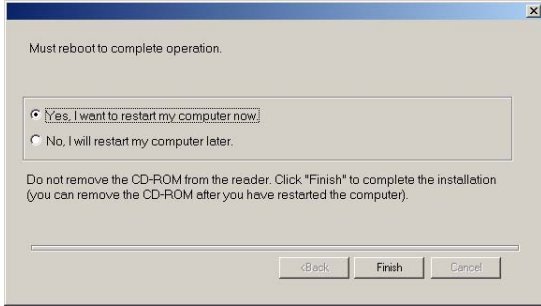 Must reboot to complete operation.
Yes, I want to restart my computer now.
No, I will restart my computer later.
Do not remove the CD-ROM from the reader. Click "Finish" to complete the installation
(you can remove the CD-ROM after you have restarted the computer).
<Back Finish Cancel